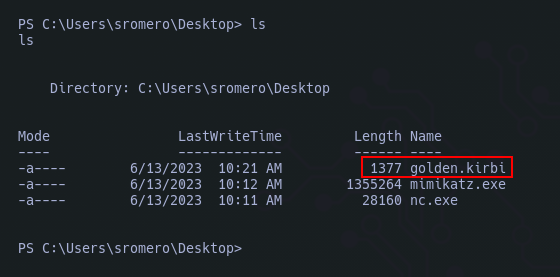 PS C:\Users\sromero\Desktop> ls
ls
Directory: C:\Users\sromero\Desktop
Mode                LastWriteTime         Length Name
----                -------------         ------ ----
-a----        6/13/2023  10:21 AM           1377 golden.kirbi
-a----        6/13/2023  10:12 AM        1355264 mimikatz.exe
-a----        6/13/2023  10:11 AM          28160 nc.exe
PS C:\Users\sromero\Desktop>